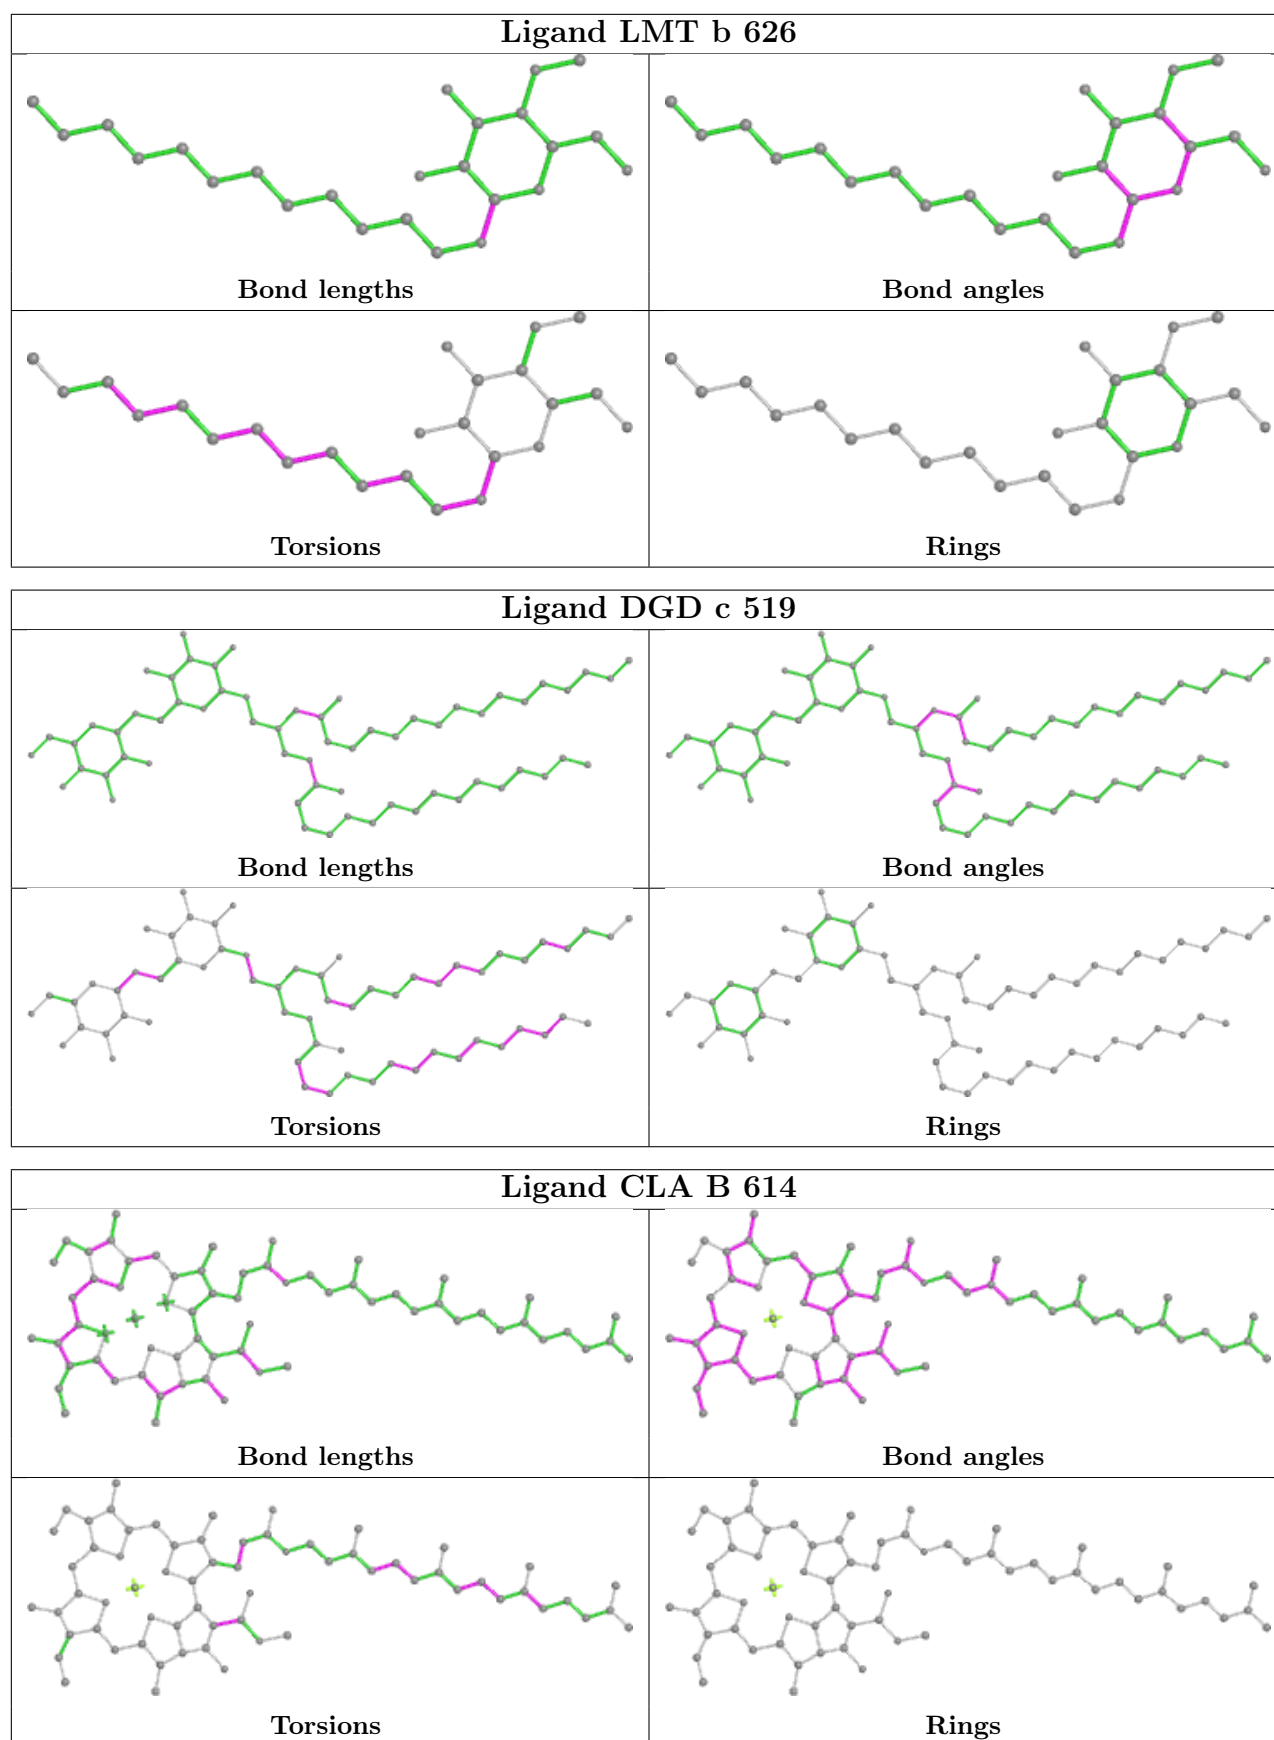 Ligand LMT b 626
Bond lengths
Bond angles
Torsions
Rings
Ligand DGD c 519
Bond lengths
Bond angles
Torsions
Rings
Ligand CLA B 614
Bond lengths
Bond angles
Torsions
Rings